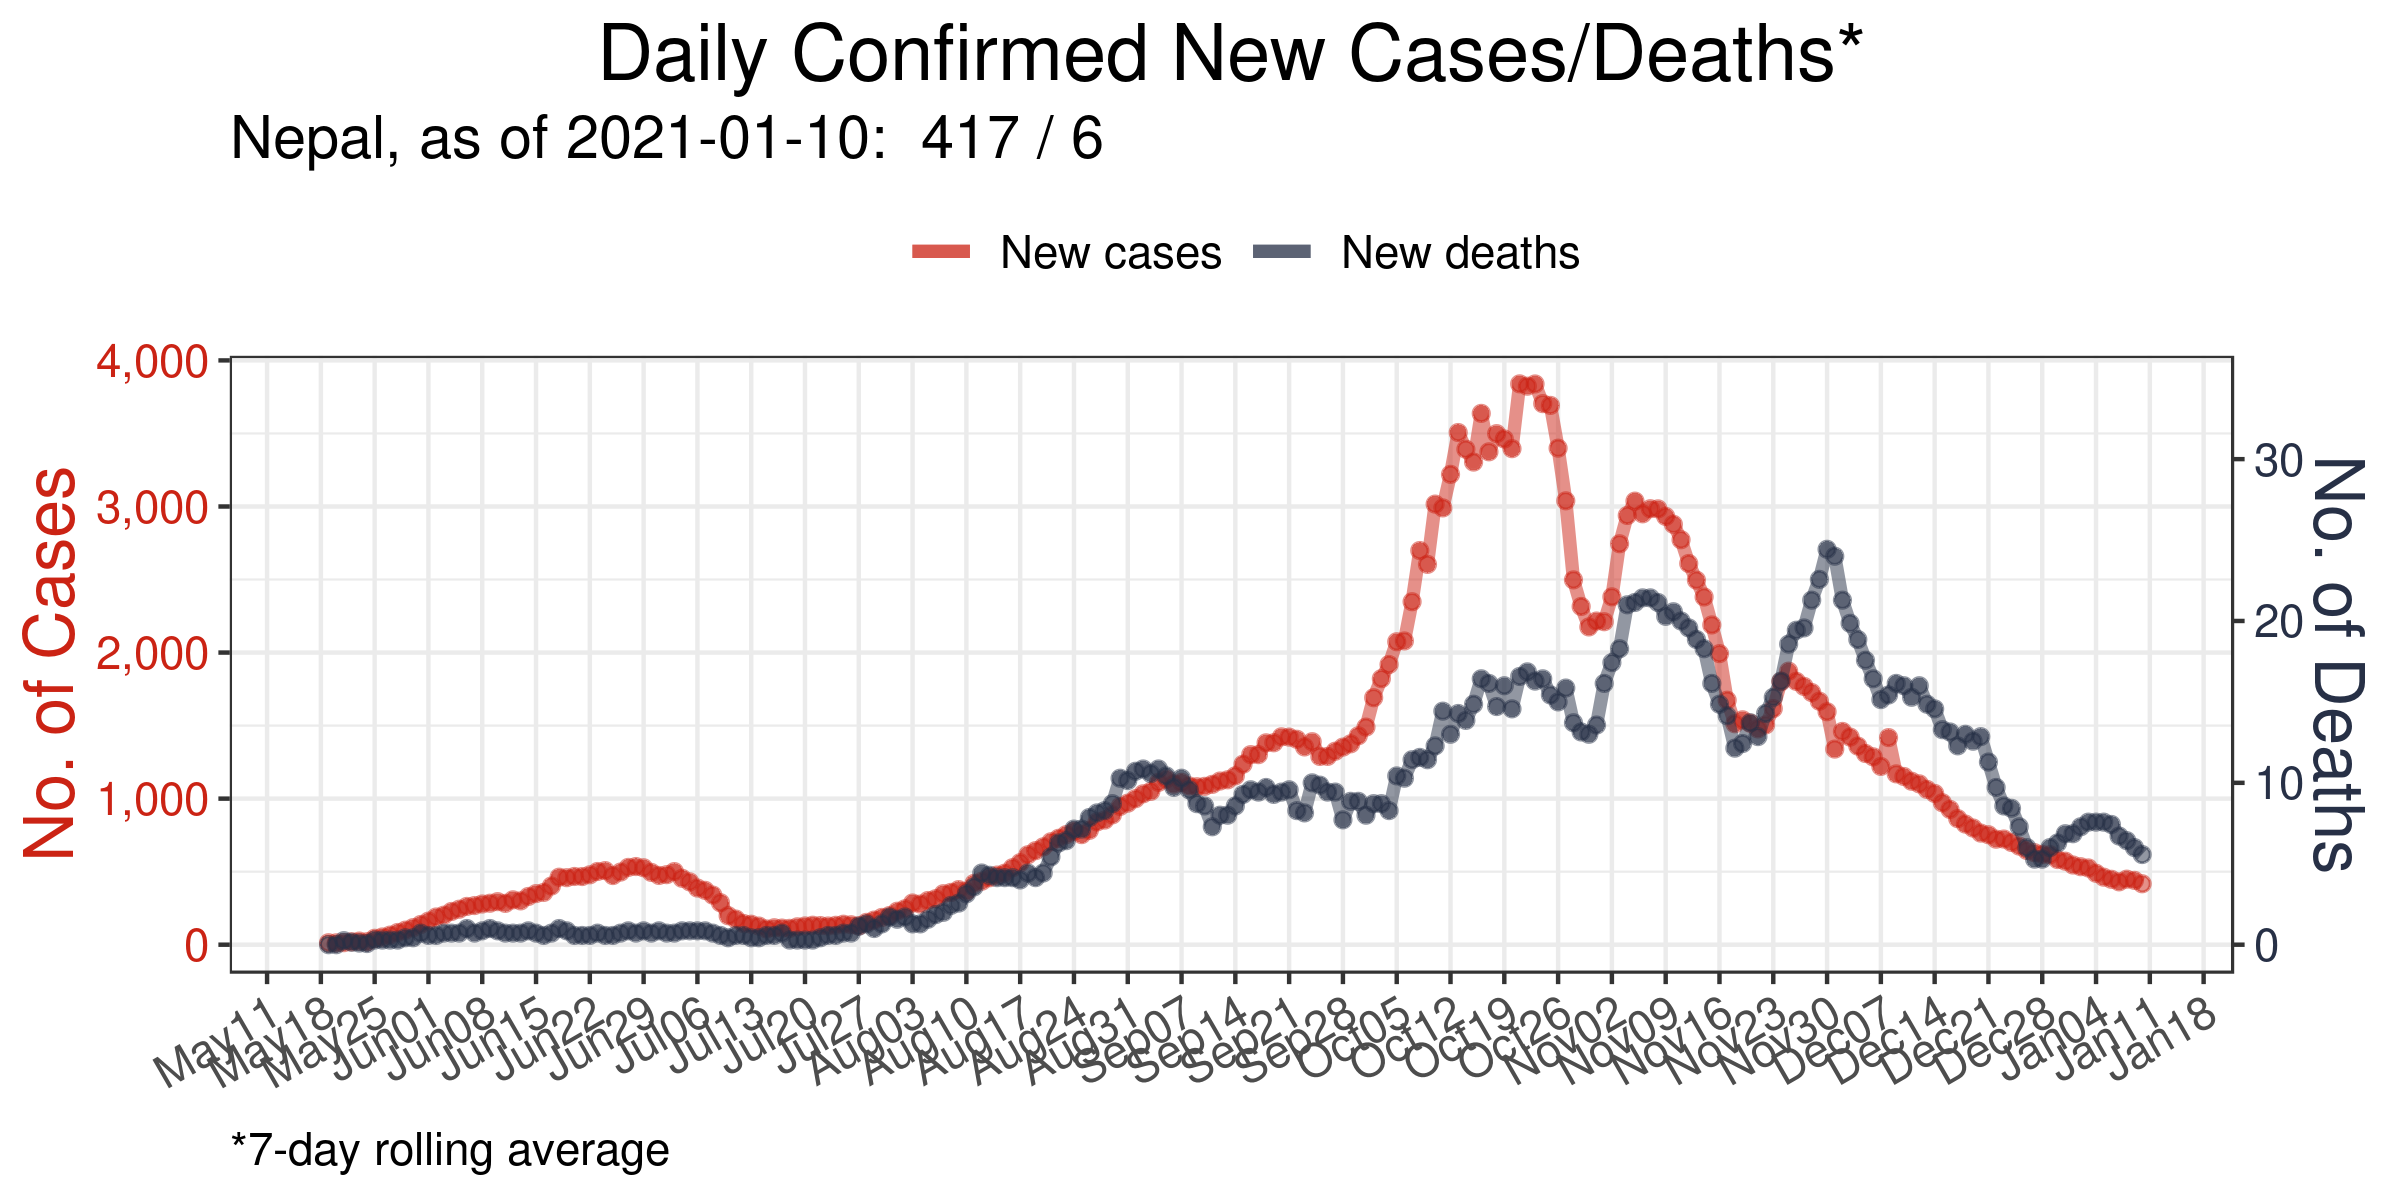 Daily Confirmed New Cases/Deaths*
Nepal, as of 2021-01-10:  417 / 6
New cases
New deaths
No. of Cases
4,000
3,000
2,000
1,000
0
30
20
10
0
No. of Deaths
May11
May18
May25
Jun01
Jun08
Jun15
Jun22
Jun29
Jul06
Jul13
Jul20
Jul27
Aug03
Aug10
Aug17
Aug24
Aug31
Sep07
Sep14
Sep21
Sep28
Oct05
Oct12
Oct19
Oct26
Nov02
Nov09
Nov16
Nov23
Nov30
Dec07
Dec14
Dec21
Dec28
Jan04
Jan11
Jan18
*7-day rolling average